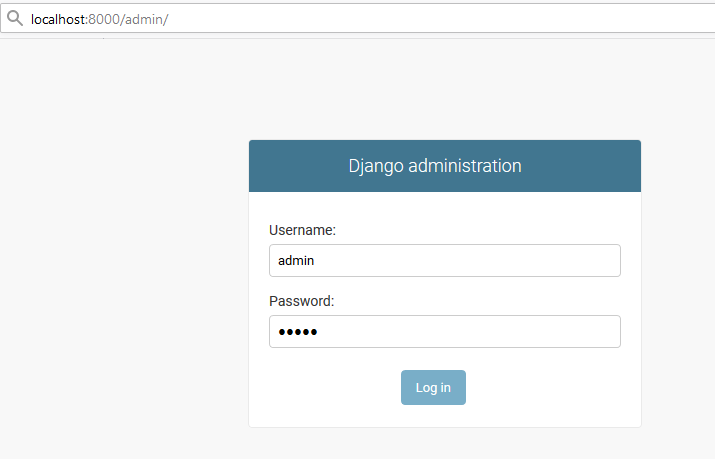 localhost:8000/admin/
Django administration
Username:
admin
Password:
●●●●●
Log in